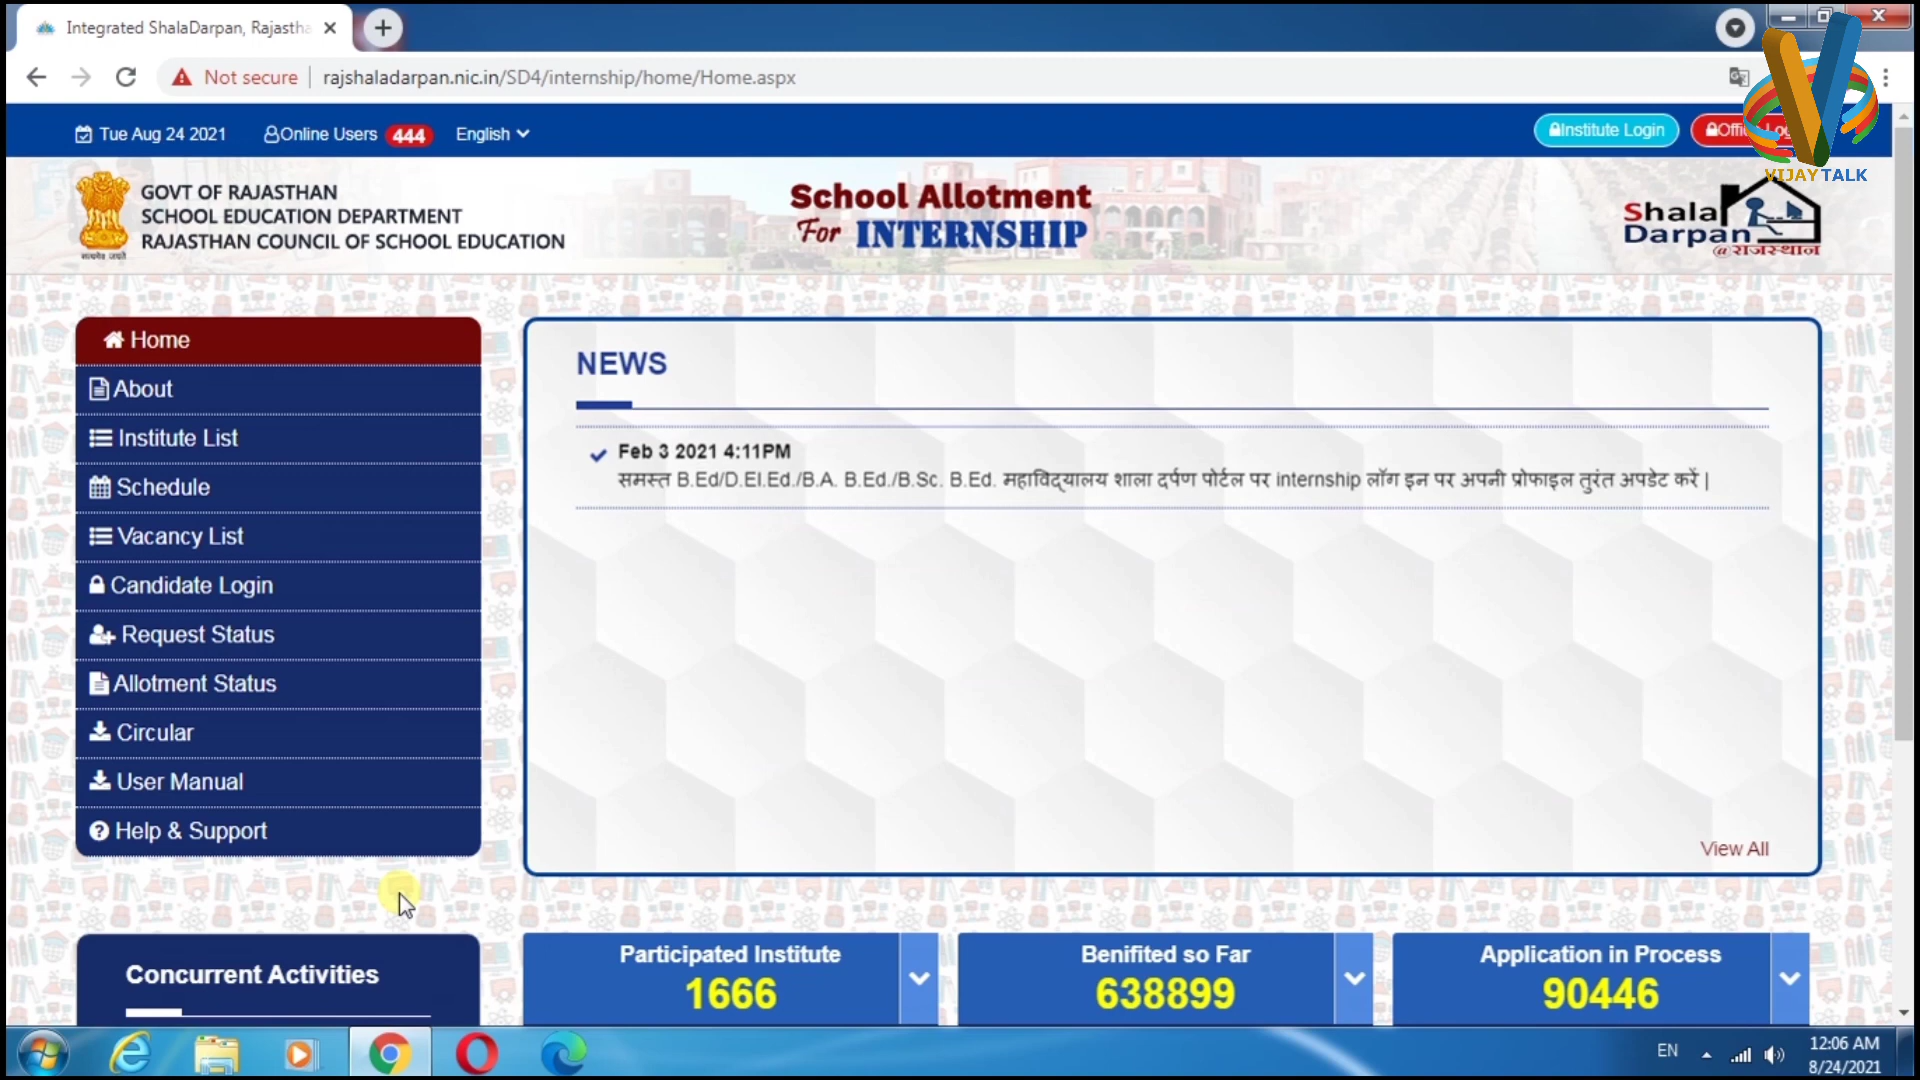 Integrated ShalaDarpan, Rajastha
Not secure
rajshaladarpan.nic.in/SD4/internship/home/Home.aspx
Tue Aug 24 2021
Online Users 444
English
Institute Login
VIJAYTALK
GOVT OF RAJASTHAN
SCHOOL EDUCATION DEPARTMENT
RAJASTHAN COUNCIL OF SCHOOL EDUCATION
सत्यमेव जयते
School Allotment
For INTERNSHIP
Shala
Darpan
@राजस्थान
Home
About
Institute List
Schedule
Vacancy List
Candidate Login
Request Status
Allotment Status
Circular
User Manual
Help & Support
NEWS
Feb 3 2021 4:11PM
समस्त B.Ed/D.El.Ed./B.A. B.Ed./B.Sc. B.Ed. महाविद्यालय शाला दर्पण पोर्टल पर internship लॉग इन पर अपनी प्रोफाइल तुरंत अपडेट करें |
View All
Concurrent Activities
Participated Institute
1666
Benifited so Far
638899
Application in Process
90446
EN
12:06 AM
8/24/2021